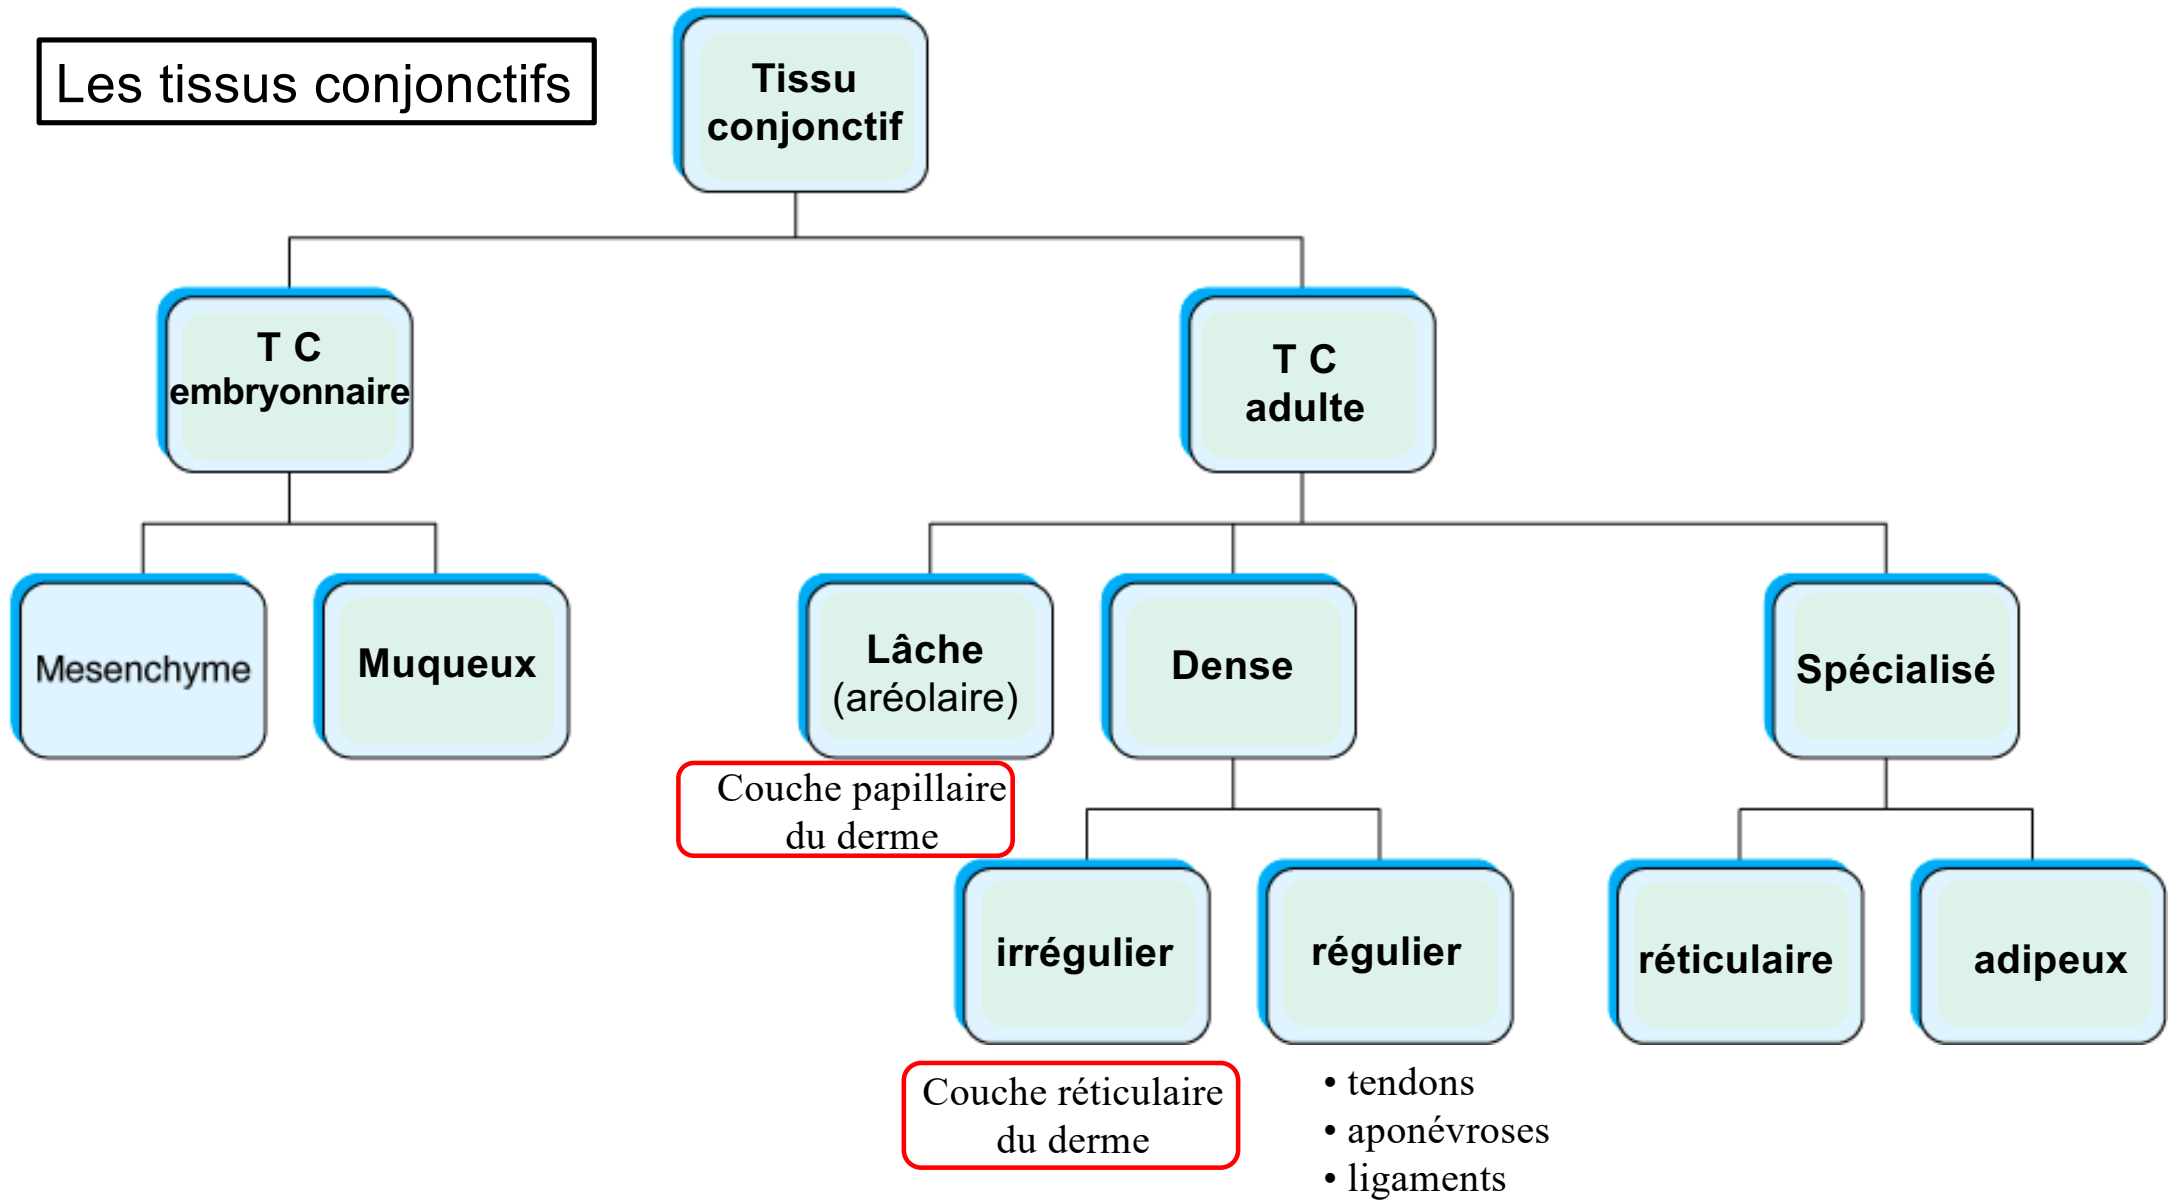 Les tissus conjonctifs
Tissu
conjonctif
T C
embryonnaire
T C
adulte
Mesenchyme
Muqueux
Lâche
(aréolaire)
Dense
Spécialisé
Couche papillaire
du derme
irrégulier
régulier
réticulaire
adipeux
Couche réticulaire
du derme
• tendons
• aponévroses
• ligaments